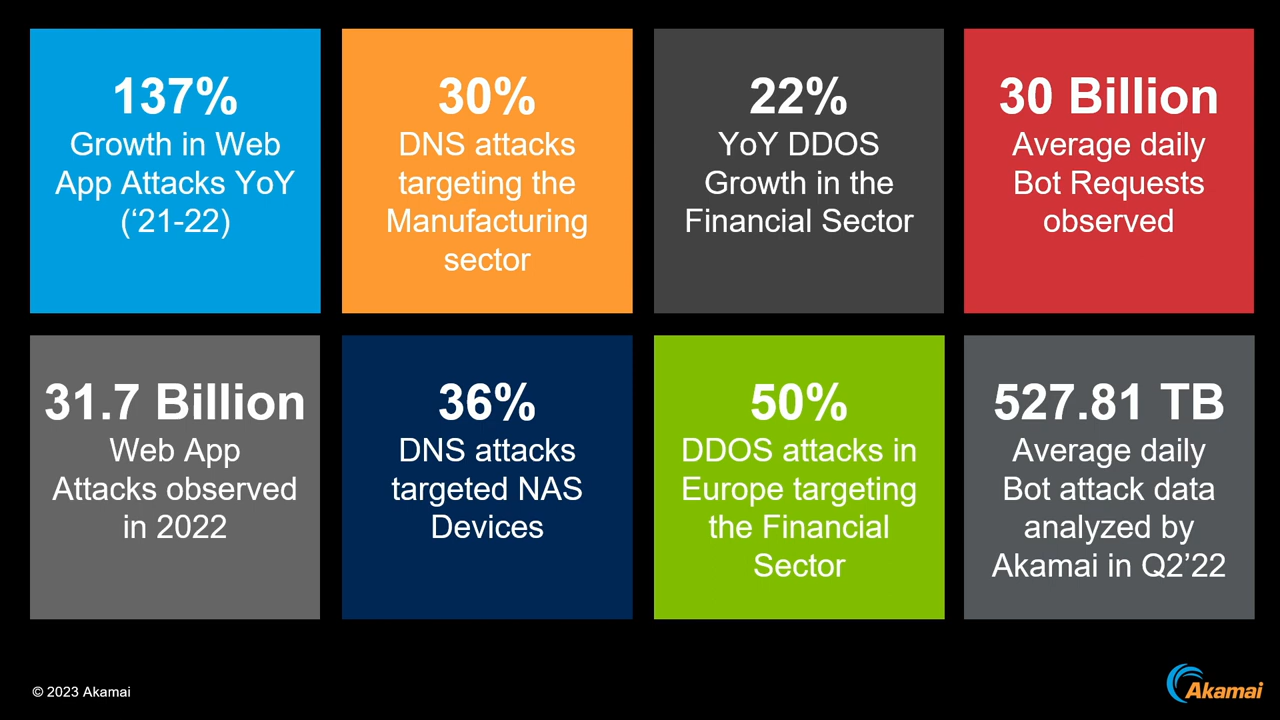 137%
Growth in Web
App Attacks YoY
(‘21-22)
30%
DNS attacks
targeting the
Manufacturing
sector
22%
YoY DDOS
Growth in the
Financial Sector
30 Billion
Average daily
Bot Requests
observed
31.7 Billion
Web App
Attacks observed
in 2022
36%
DNS attacks
targeted NAS
Devices
50%
DDOS attacks in
Europe targeting
the Financial
Sector
527.81 TB
Average daily
Bot attack data
analyzed by
Akamai in Q2’22
© 2023 Akamai
Akamai